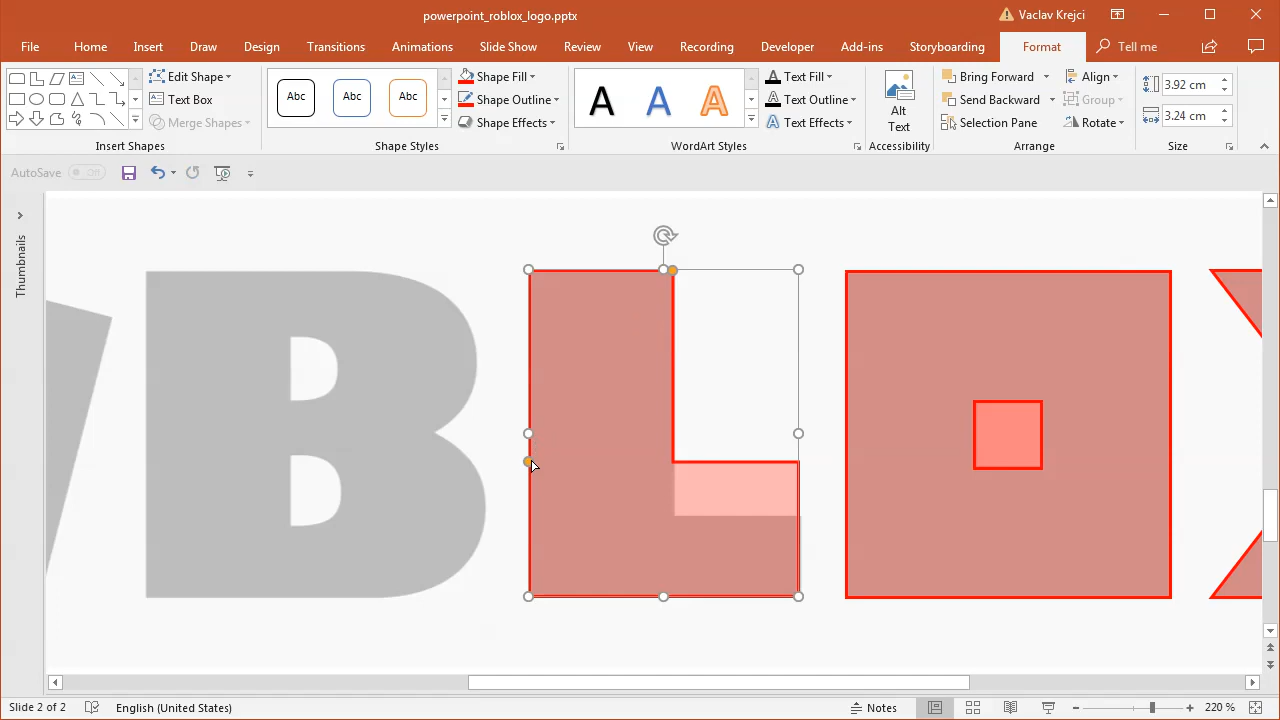 powerpoint_roblox_logo.pptx
Vaclav Krejci
File Home Insert Draw Design Transitions Animations Slide Show Review View Recording Developer Add-ins Storyboarding Format Tell me
Edit Shape
Text Box
Merge Shapes
Insert Shapes
Abc Abc Abc
Shape Fill
Shape Outline
Shape Effects
Shape Styles
A A A
Text Fill
Text Outline
Text Effects
WordArt Styles
Alt
Text
Accessibility
Bring Forward
Send Backward
Selection Pane
Align
Group
Rotate
Arrange
3.92 cm
3.24 cm
Size
AutoSave Off
Thumbnails
B L
Slide 2 of 2 English (United States) Notes 220 %